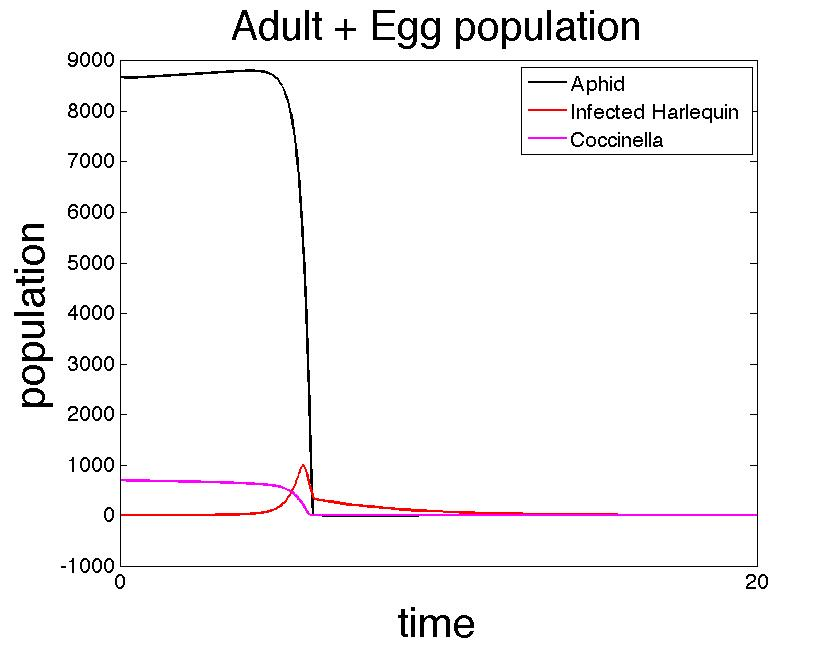 Adult + Egg population
9000
8000
7000
6000
5000
4000
3000
2000
1000
0
-1000
population
Aphid
Infected Harlequin
Coccinella
0
20
time